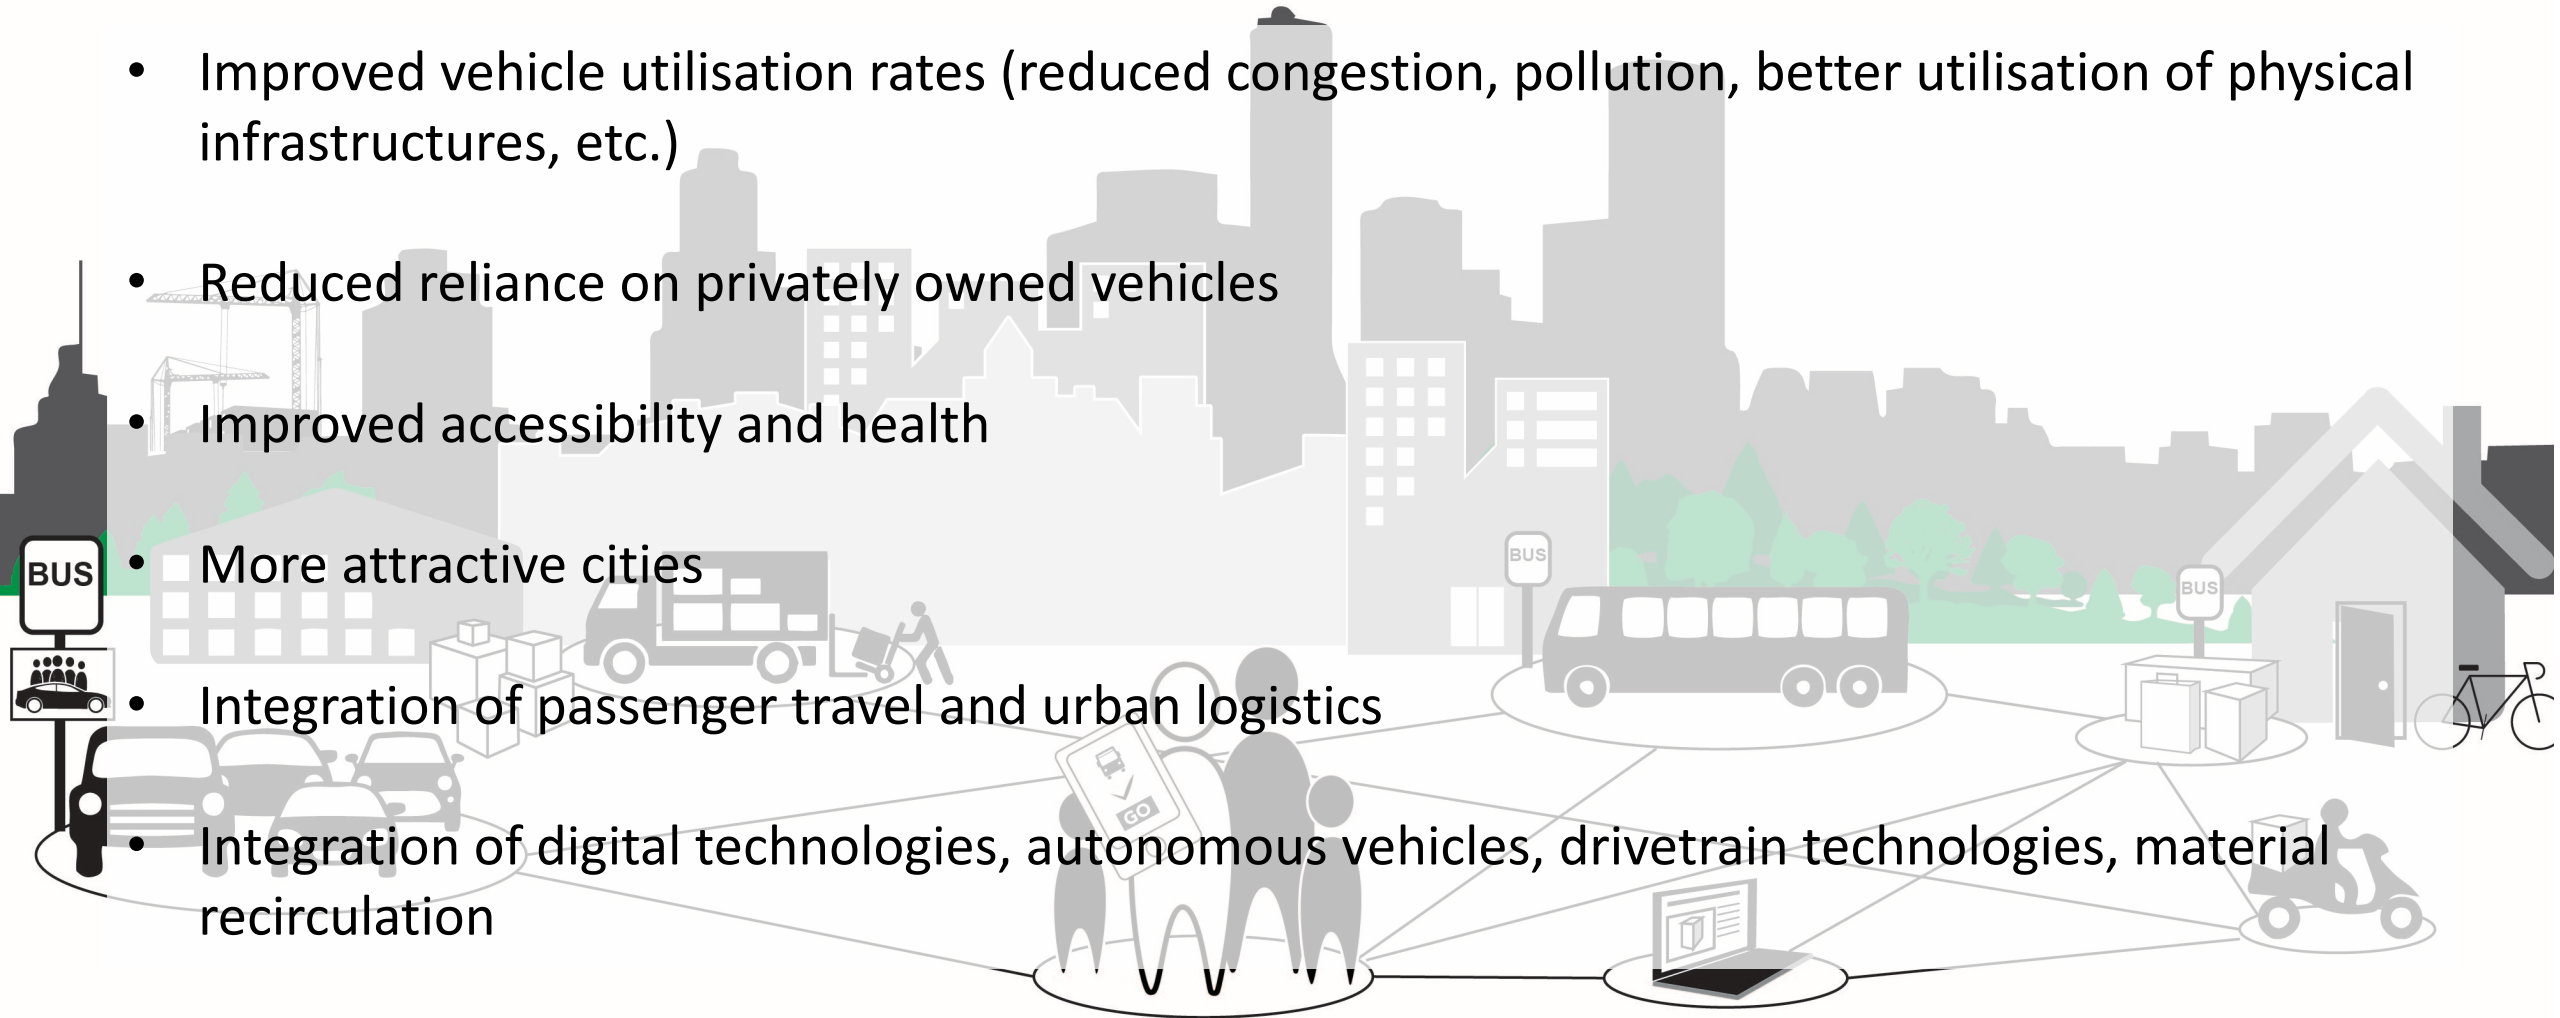 • Improved vehicle utilisation rates (reduced congestion, pollution, better utilisation of physical
infrastructures, etc.)
• Reduced reliance on privately owned vehicles
• Improved accessibility and health
• More attractive cities
• Integration of passenger travel and urban logistics
• Integration of digital technologies, autonomous vehicles, drivetrain technologies, material
recirculation
BUS
BUS
BUS
GO